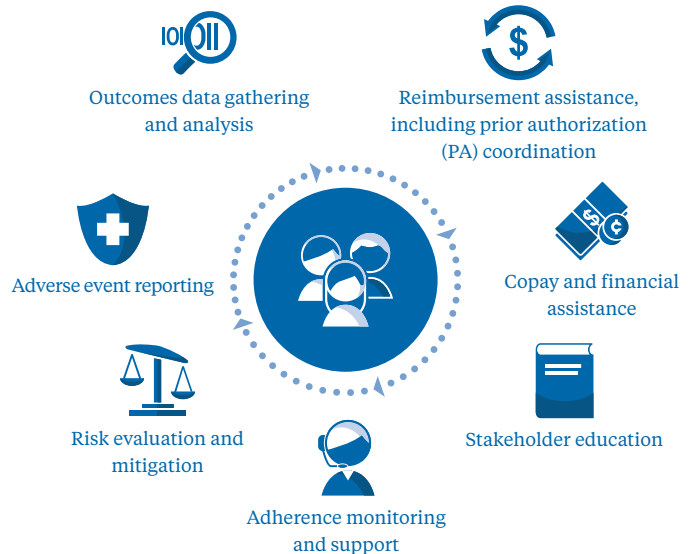 Outcomes data gathering
and analysis
Reimbursement assistance,
including prior authorization
(PA) coordination
Adverse event reporting
Copay and financial
assistance
Risk evaluation and
mitigation
Stakeholder education
Adherence monitoring
and support